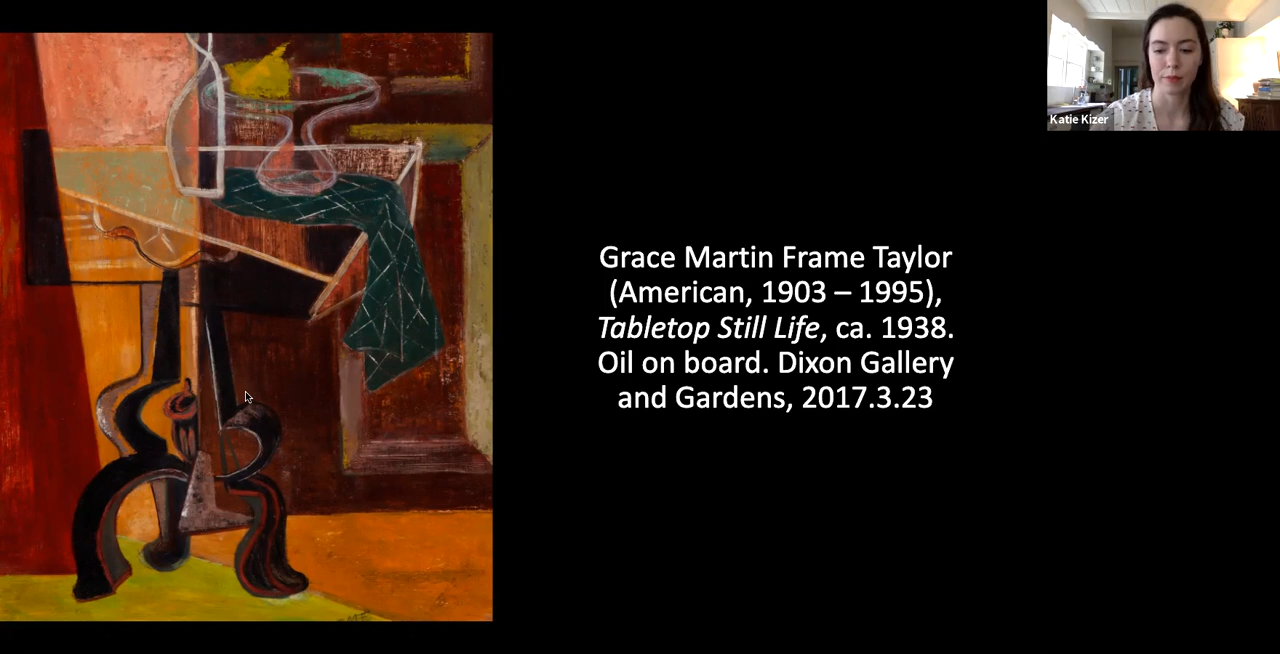 Katie Kizer
Grace Martin Frame Taylor
(American, 1903 – 1995),
Tabletop Still Life, ca. 1938.
Oil on board. Dixon Gallery
and Gardens, 2017.3.23